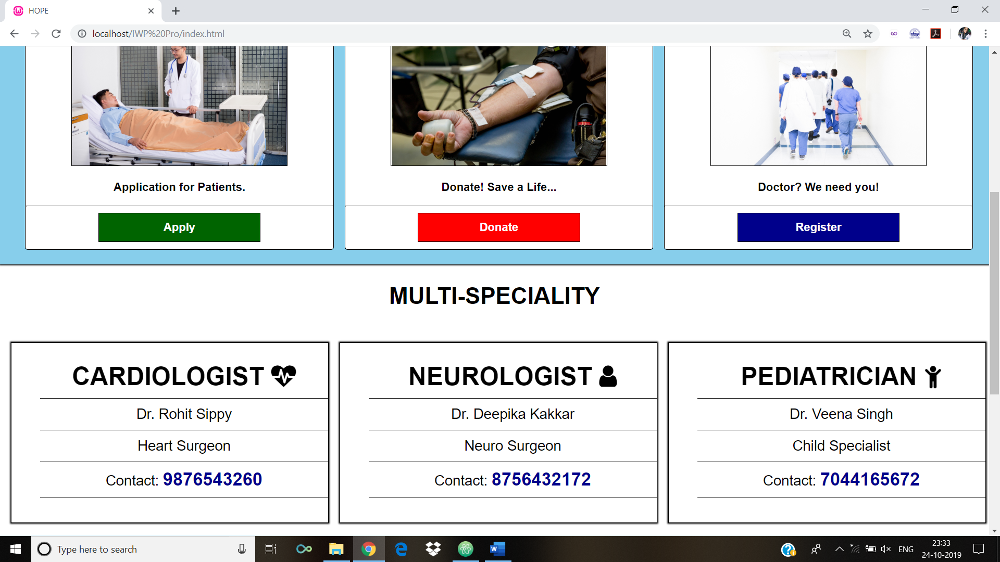 HOPE
localhost/IWP%20Pro/index.html
Application for Patients.
Donate! Save a Life...
Doctor? We need you!
Apply
Donate
Register
MULTI-SPECIALITY
CARDIOLOGIST
Dr. Rohit Sippy
Heart Surgeon
Contact: 9876543260
NEUROLOGIST
Dr. Deepika Kakkar
Neuro Surgeon
Contact: 8756432172
PEDIATRICIAN
Dr. Veena Singh
Child Specialist
Contact: 7044165672
Type here to search
ENG
23:33
24-10-2019